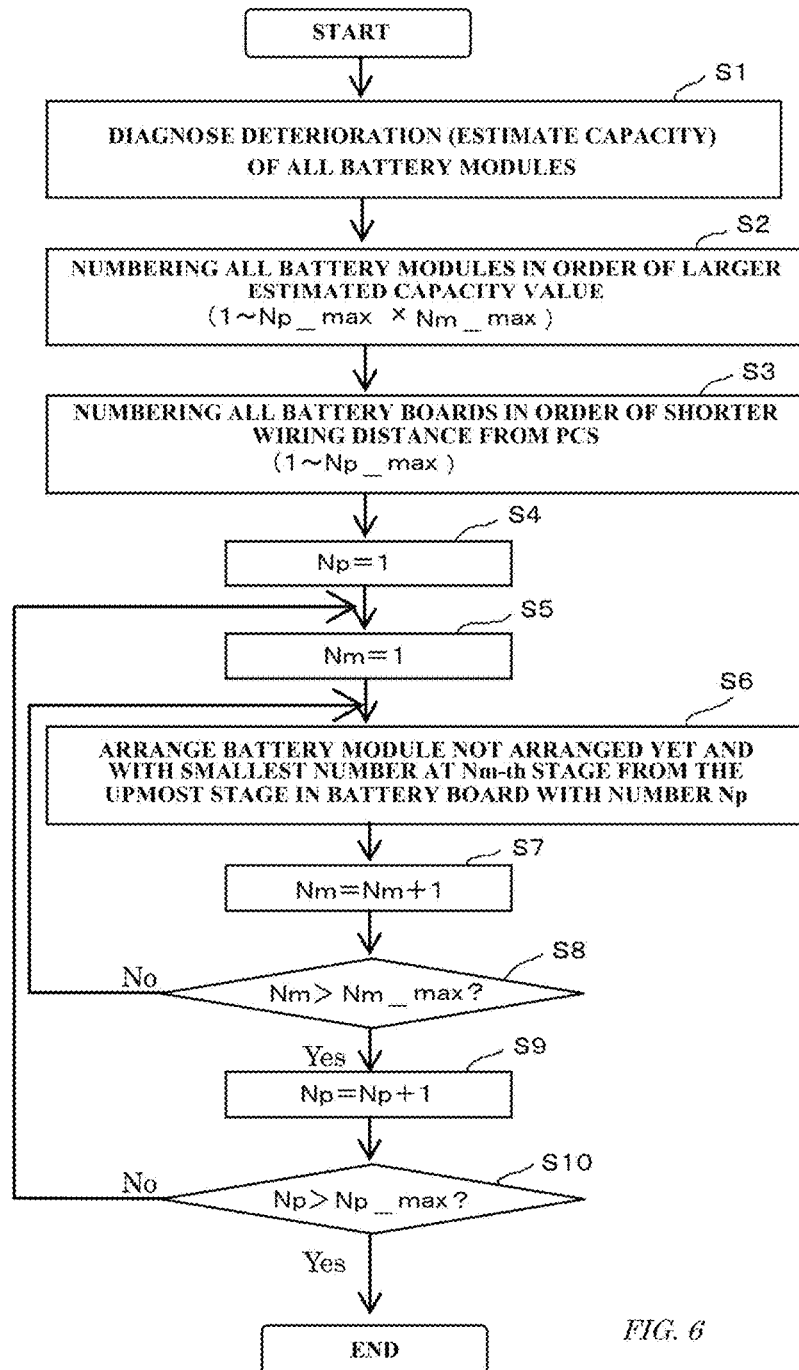 START
S1
DIAGNOSE DETERIORATION (ESTIMATE CAPACITY)
OF ALL BATTERY MODULES
S2
NUMBERING ALL BATTERY MODULES IN ORDER OF LARGER
ESTIMATED CAPACITY VALUE
(1~Np_max × Nm_max)
S3
NUMBERING ALL BATTERY BOARDS IN ORDER OF SHORTER
WIRING DISTANCE FROM PCS
(1~Np_max)
S4
Np=1
S5
Nm=1
S6
ARRANGE BATTERY MODULE NOT ARRANGED YET AND
WITH SMALLEST NUMBER AT Nm-th STAGE FROM THE
UPMOST STAGE IN BATTERY BOARD WITH NUMBER Np
S7
Nm=Nm+1
S8
No
Nm>Nm_max?
Yes
S9
Np=Np+1
S10
No
Np>Np_max?
Yes
END
FIG. 6